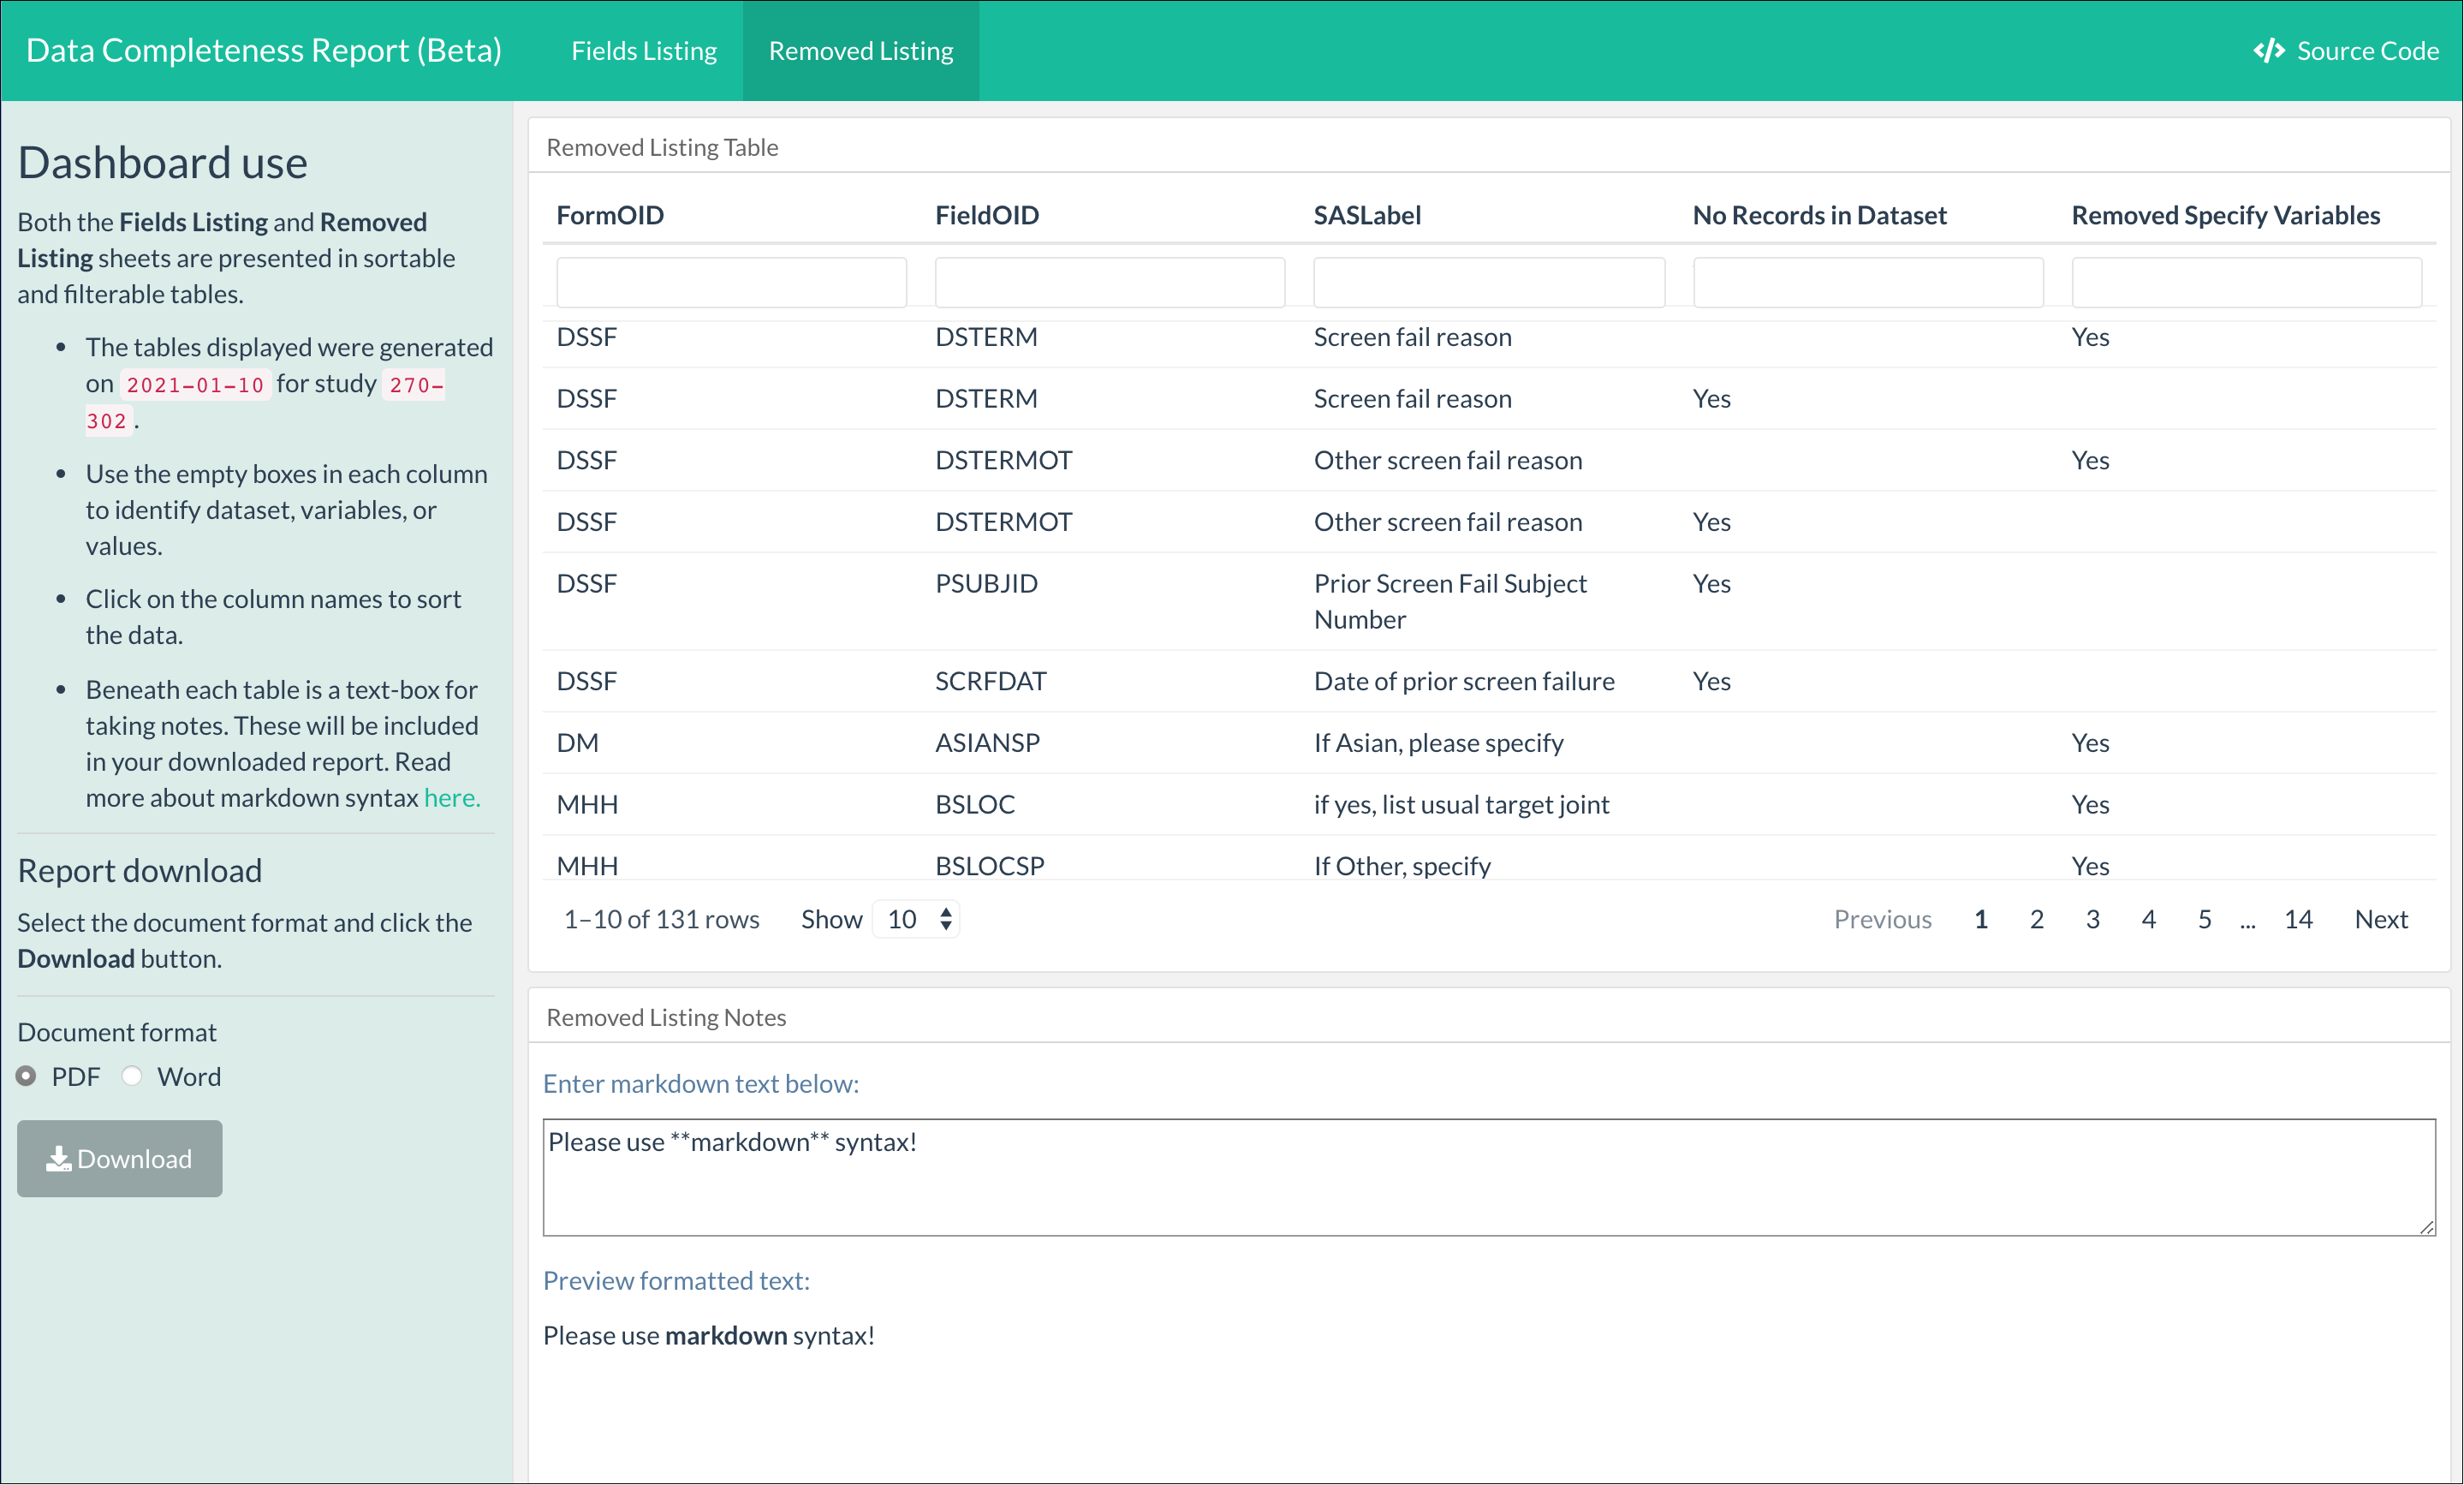 Data Completeness Report (Beta) Fields Listing Removed Listing Source Code
Dashboard use
Both the Fields Listing and Removed
Listing sheets are presented in sortable
and filterable tables.
The tables displayed were generated
on 2021-01-10 for study 270-
302.
Use the empty boxes in each column
to identify dataset, variables, or
values.
Click on the column names to sort
the data.
Beneath each table is a text-box for
taking notes. These will be included
in your downloaded report. Read
more about markdown syntax here.
Report download
Select the document format and click the
Download button.
Document format
PDF Word
Download
Removed Listing Table
FormOID FieldOID SASLabel No Records in Dataset Removed Specify Variables
DSSF DSTERM Screen fail reason Yes
DSSF DSTERM Screen fail reason Yes
DSSF DSTERMOT Other screen fail reason Yes
DSSF DSTERMOT Other screen fail reason Yes
DSSF PSUBJID Prior Screen Fail Subject Yes
Number
DSSF SCRFDAT Date of prior screen failure Yes
DM ASIANSP If Asian, please specify Yes
MHH BSLOC if yes, list usual target joint Yes
MHH BSLOCSP If Other, specify Yes
1–10 of 131 rows Show 10 Previous 1 2 3 4 5 ... 14 Next
Removed Listing Notes
Enter markdown text below:
Please use **markdown** syntax!
Preview formatted text:
Please use markdown syntax!